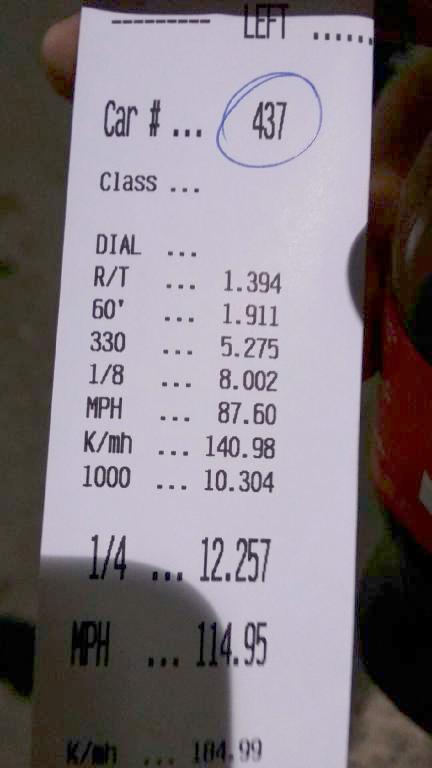 --------- LEFT ......
Car # ... 437
Class ...
DIAL ...
R/T ... 1.394
60' ... 1.911
330 ... 5.275
1/8 ... 8.002
MPH ... 87.60
K/mh ... 140.98
1000 ... 10.304
1/4 ... 12.257
MPH ... 114.95
K/mh ... 184.99